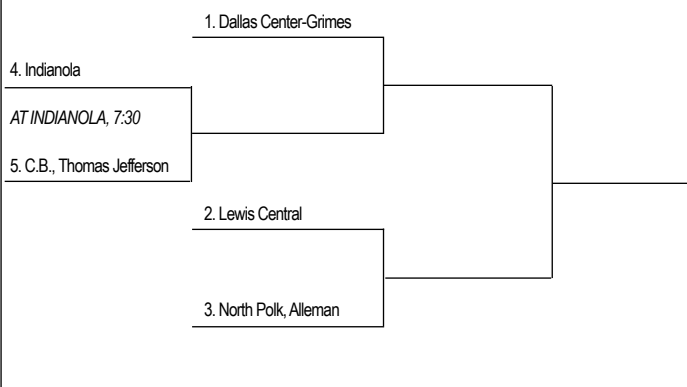 1. Dallas Center-Grimes
4. Indianola
AT INDIANOLA, 7:30
5. C.B., Thomas Jefferson
2. Lewis Central
3. North Polk, Alleman